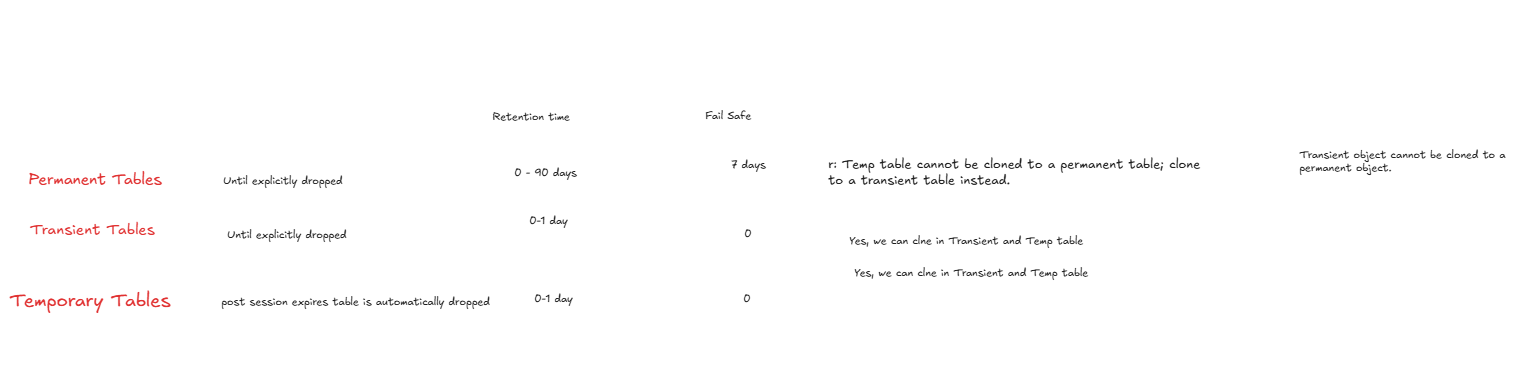 Retention time
Fail Safe
Permanent Tables
Until explicitly dropped
0 - 90 days
7 days
r: Temp table cannot be cloned to a permanent table; clone
to a transient table instead.
Transient object cannot be cloned to a
permanent object.
Transient Tables
Until explicitly dropped
0-1 day
0
Yes, we can clne in Transient and Temp table
Yes, we can clne in Transient and Temp table
Temporary Tables
post session expires table is automatically dropped
0-1 day
0